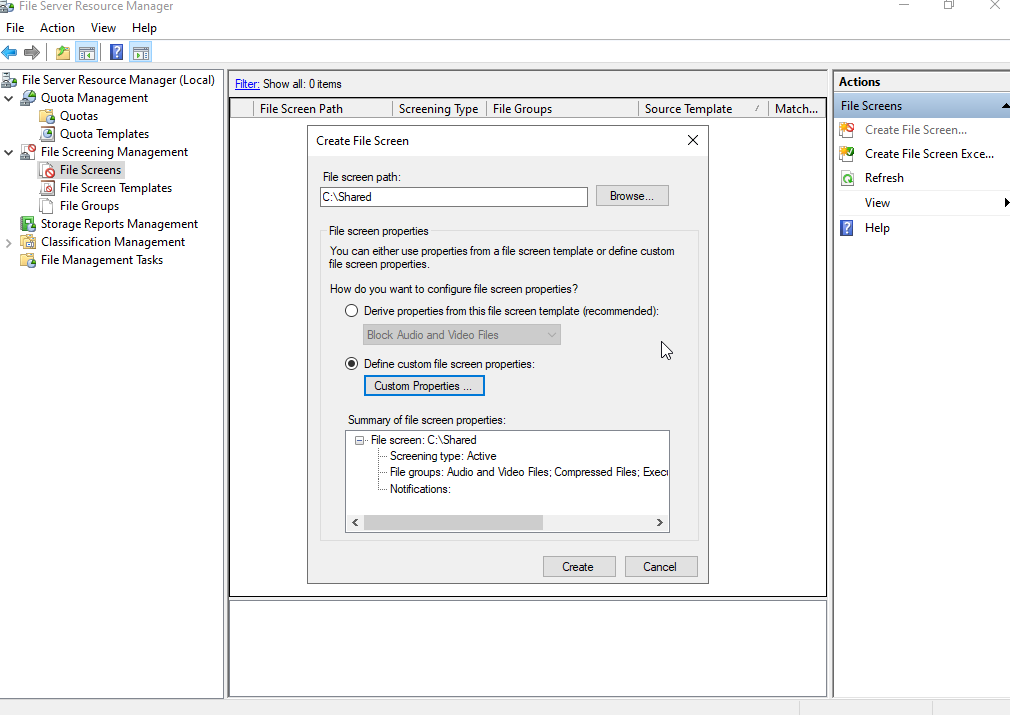 File Server Resource Manager
File Action View Help
File Server Resource Manager (Local)
Quota Management
Quotas
Quota Templates
File Screening Management
File Screens
File Screen Templates
File Groups
Storage Reports Management
Classification Management
File Management Tasks
Filter: Show all: 0 items
File Screen Path Screening Type File Groups Source Template Match...
Create File Screen
File screen path:
C:\Shared
Browse...
File screen properties
You can either use properties from a file screen template or define custom
file screen properties.
How do you want to configure file screen properties?
Derive properties from this file screen template (recommended):
Block Audio and Video Files
Define custom file screen properties:
Custom Properties ...
Summary of file screen properties:
File screen: C:\Shared
Screening type: Active
File groups: Audio and Video Files; Compressed Files; Execu
Notifications:
Create Cancel
Actions
File Screens
Create File Screen...
Create File Screen Exce...
Refresh
View
Help